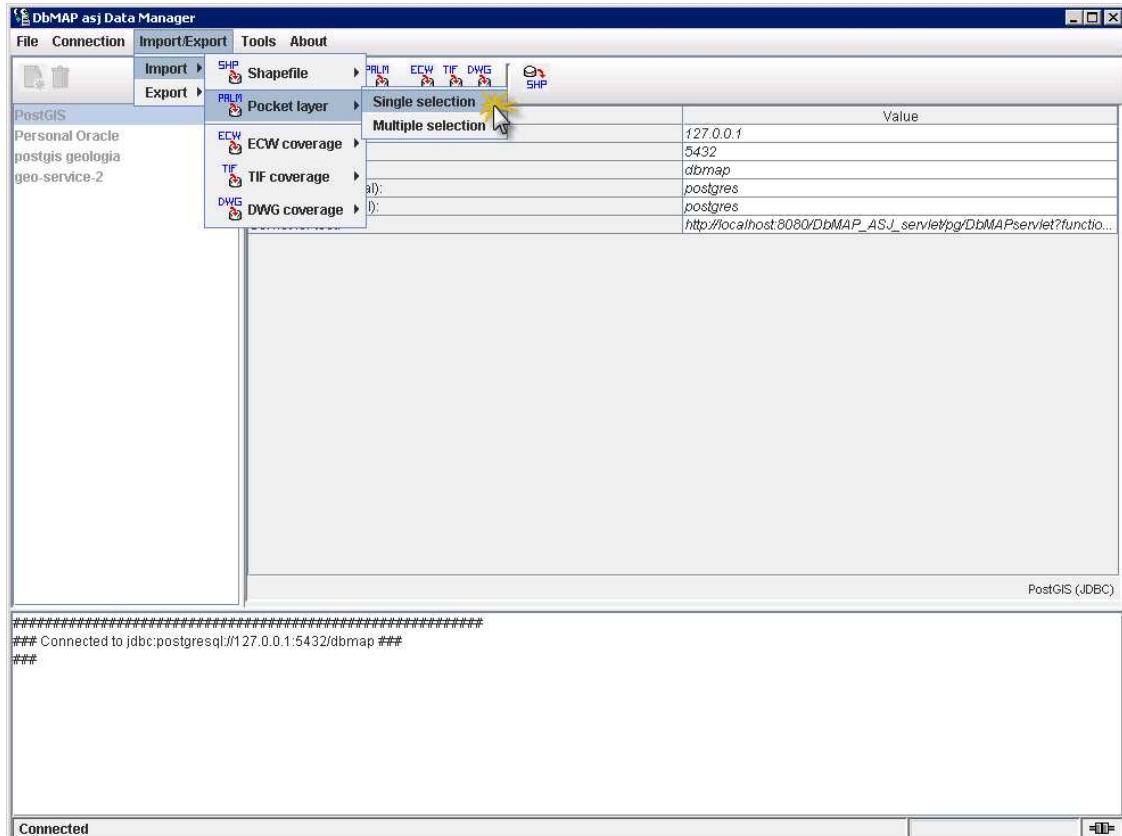 DbMAP asj Data Manager
File Connection Import/Export Tools About
Import
Export
SHP Shapefile
PALM Pocket layer
ECW ECW coverage
TIF TIF coverage
DWG DWG coverage
Single selection
Multiple selection
PALM ECW TIF DWG SHP
PostGIS
Personal Oracle
postgis geologia
geo-service-2
Value
127.0.0.1
5432
dbmap
al):
postgres
l):
postgres
http://localhost:8080/DbMAP_ASJ_servlet/pg/DbMAPservlet?functio...
PostGIS (JDBC)
##########################################################
### Connected to jdbc:postgresql://127.0.0.1:5432/dbmap ###
###
Connected